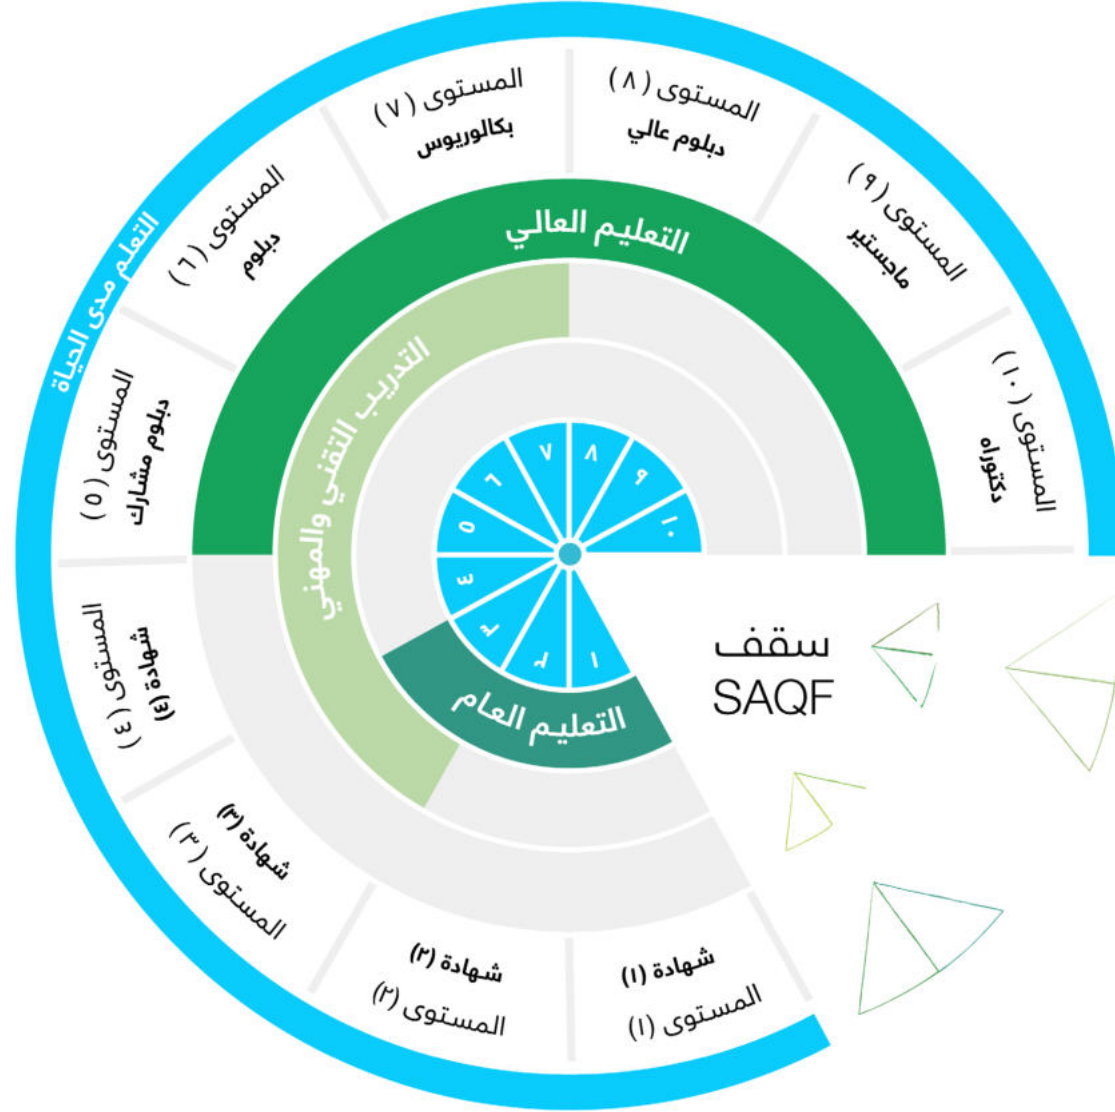 المستوى (١)
شهادة (١)
المستوى (٢)
شهادة (٢)
المستوى (٣)
شهادة (٣)
المستوى (٤)
شهادة (٤)
المستوى (٥)
دبلوم مشارك
المستوى (٦)
دبلوم
المستوى (٧)
بكالوريوس
المستوى (٨)
دبلوم عالي
المستوى (٩)
ماجستير
المستوى (١٠)
دكتوراه
التعلم مدى الحياة
التعليم العالي
التدريب التقني والمهني
التعليم العام
١
٢
٣
٤
٥
٦
٧
٨
٩
١٠
سقف
SAQF